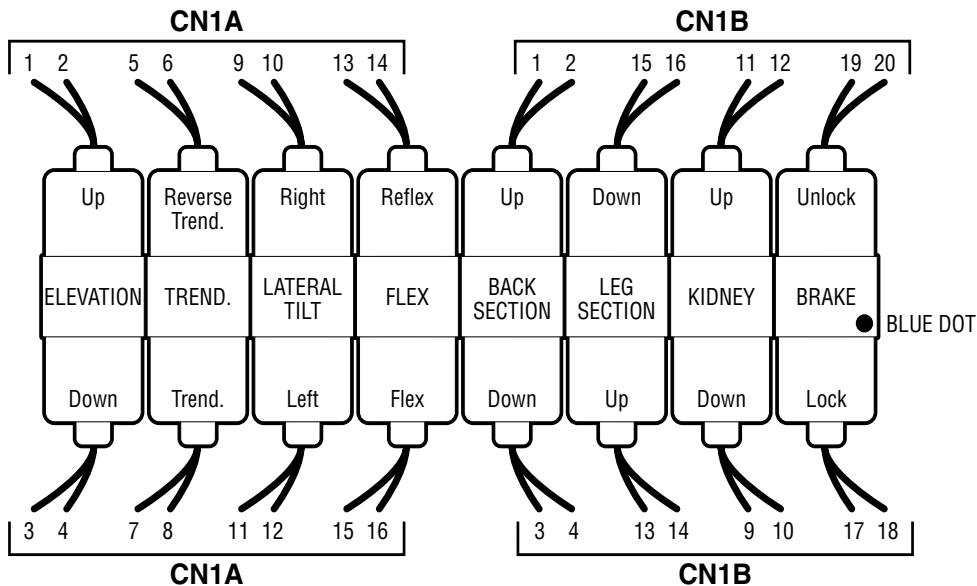 CN1A CN1B
1 2 5 6 9 10 13 14 1 2 15 16 11 12 19 20
Up Reverse Trend. Right Reflex Up Down Up Unlock
ELEVATION TREND. LATERAL TILT FLEX BACK SECTION LEG SECTION KIDNEY BRAKE
BLUE DOT
Down Trend. Left Flex Down Up Down Lock
3 4 7 8 11 12 15 16 3 4 13 14 9 10 17 18
CN1A CN1B